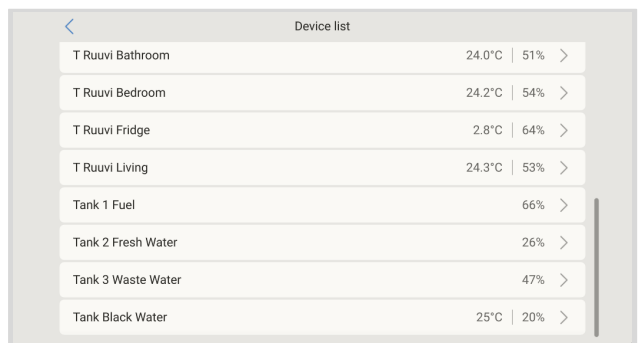 Device list
T Ruuvi Bathroom 24.0°C 51%
T Ruuvi Bedroom 24.2°C 54%
T Ruuvi Fridge 2.8°C 64%
T Ruuvi Living 24.3°C 53%
Tank 1 Fuel 66%
Tank 2 Fresh Water 26%
Tank 3 Waste Water 47%
Tank Black Water 25°C 20%